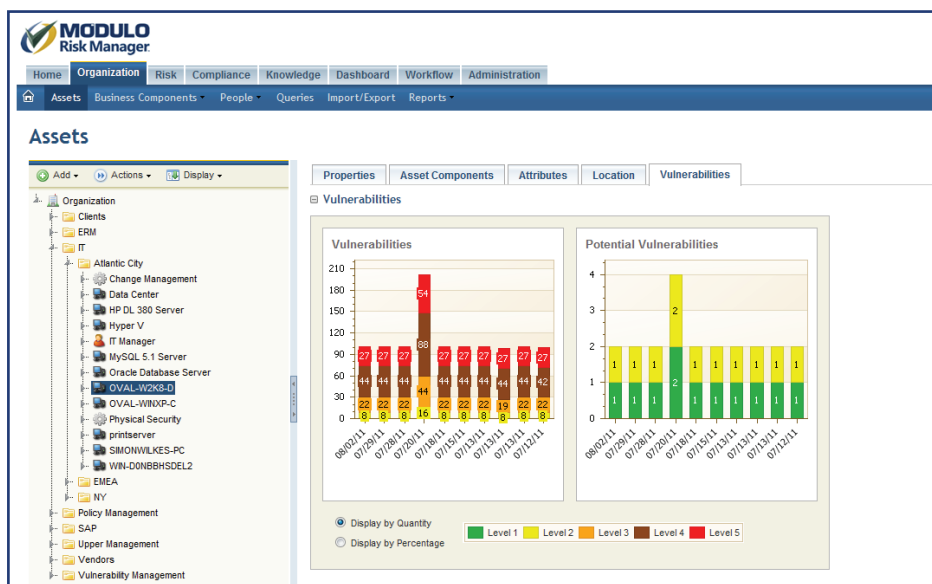 MODULO
Risk Manager
Home Organization Risk Compliance Knowledge Dashboard Workflow Administration
Assets Business Components People Queries Import/Export Reports
Assets
Add Actions Display
Properties Asset Components Attributes Location Vulnerabilities
Organization
Clients
ERM
IT
Atlantic City
Change Management
Data Center
HP DL 380 Server
Hyper V
IT Manager
MySQL 5.1 Server
Oracle Database Server
OVAL-W2K8-D
OVAL-WINXP-C
Physical Security
printserver
SIMONWILKES-PC
WIN-D0NBBHSDEL2
EMEA
NY
Policy Management
SAP
Upper Management
Vendors
Vulnerability Management
Vulnerabilities
Vulnerabilities
210
180
150
120
90
60
30
0
54
88
44
16
27 27 27 27 27 27 27 27 27
44 44 44 44 44 44 44 44 42
22 22 22 22 22 22 19 22 22
8 8 8 8 8 8 8 8 8
08/02/11 07/29/11 07/28/11 07/20/11 07/18/11 07/15/11 07/13/11 07/13/11 07/13/11 07/12/11
Potential Vulnerabilities
4
3
2
1
0
2
2
1 1 1 1 1 1 1 1 1
1 1 1 1 1 1 1 1 1
08/02/11 07/29/11 07/28/11 07/20/11 07/18/11 07/15/11 07/13/11 07/13/11 07/13/11 07/12/11
Display by Quantity
Display by Percentage
Level 1 Level 2 Level 3 Level 4 Level 5